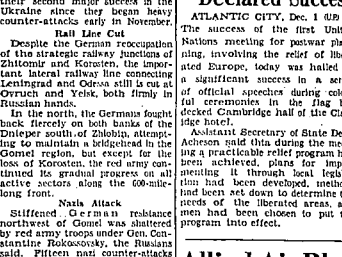 their second major success in the
Ukraine since they began heavy
counter-attacks early in November.
Rail Line Cut
Despite the German reoccupation
of the strategic railway junctions of
Zhitomir and Korosten, the impor-
tant lateral railway line connecting
Leningrad and Odessa still is cut at
Ovruch and Yelsk, both firmly in
Russian hands.
In the north, the Germans fought
back fiercely on both banks of the
Dnieper south of Zhlobin, attempt-
ing to maintain a bridgehead in the
Gomel region, but except for the
loss of Korosten, the red army con-
tinued its gradual progress on all
active sectors along the 600-mile-
long front.
Nazis Attack
Stiffened German resistance
northwest of Gomel was shattered
by red army troops under Gen. Con-
stantine Rokossovsky, the Russians
said. Fifteen nazi counter-attacks
Declared Succes
ATLANTIC CITY, Dec. 1 (U.P.)
The success of the first Unit
Nations meeting for postwar pla
ning, involving the relief of lib
ated Europe, today was hailed
a significant success in a ser
of official speeches during colo
ful ceremonies in the flag b
decked Cambridge hall of the Cla
idge hotel.
Assistant Secretary of State De
Acheson said that during the mee
ing a practicable relief program h
been achieved, plans for imp
menting it through local legis
tion had been developed, metho
had been set down to determine t
needs of the liberated areas, a
men had been chosen to put t
program into effect.
Allied Air Bl